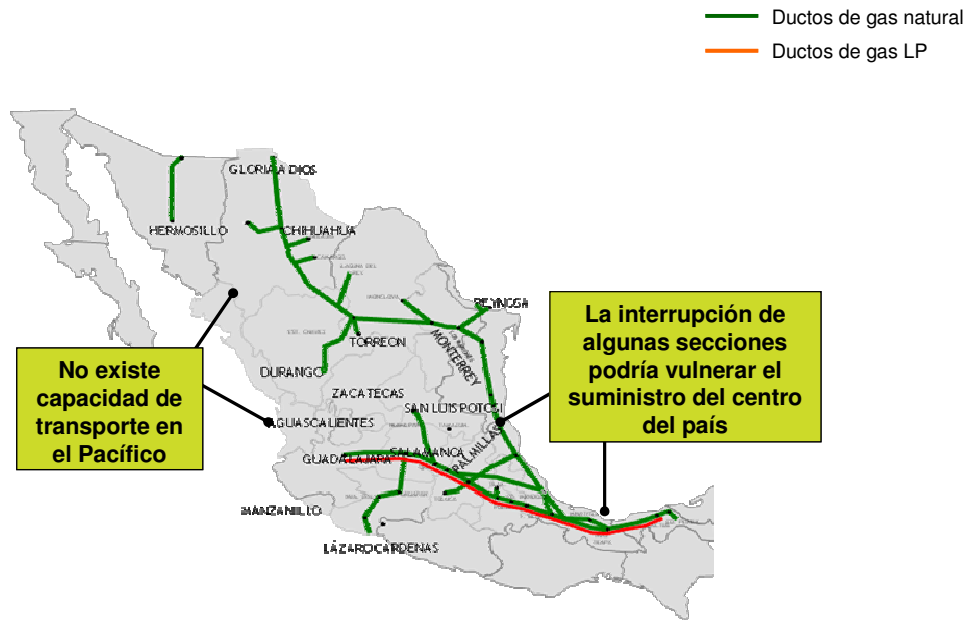 Ductos de gas natural
Ductos de gas LP
GLORIA A DIOS
HERMOSILLO
CHIHUAHUA
REYNOSA
MONTERREY
TORREON
DURANGO
ZACATECAS
SAN LUIS POTOSI
AGUASCALIENTES
PALMILLAS
SALAMANCA
GUADALAJARA
MANZANILLO
LÁZARO CÁRDENAS
No existe
capacidad de
transporte en
el Pacífico
La interrupción de
algunas secciones
podría vulnerar el
suministro del centro
del país